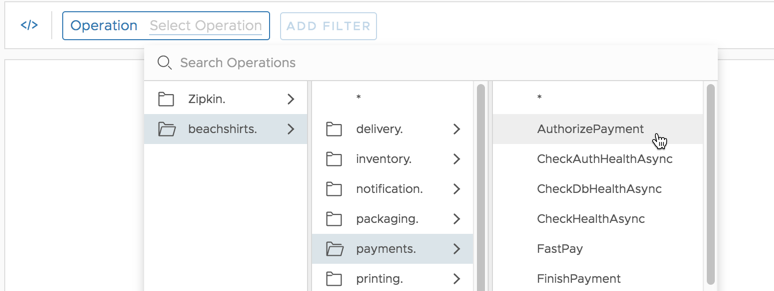 </> Operation Select Operation ADD FILTER
Search Operations
Zipkin.
beachshirts.
*
delivery.
inventory.
notification.
packaging.
payments.
printing.
*
AuthorizePayment
CheckAuthHealthAsync
CheckDbHealthAsync
CheckHealthAsync
FastPay
FinishPayment